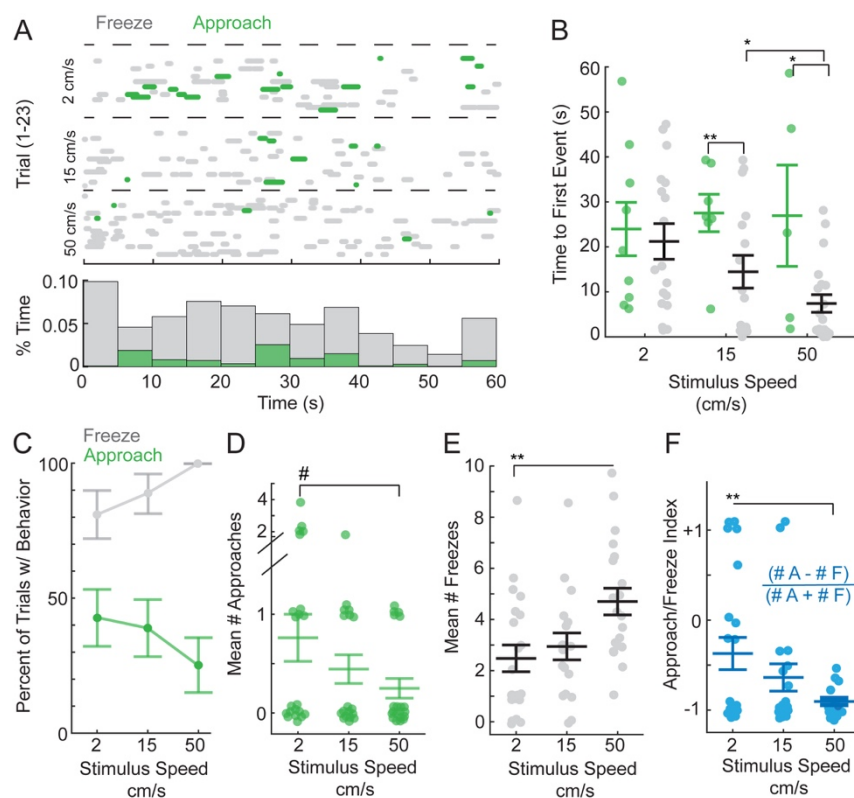 A
Freeze Approach
Trial (1-23)
2 cm/s
15 cm/s
50 cm/s
% Time
0.10
0.05
0
0 10 20 30 40 50 60
Time (s)
B
Time to First Event (s)
60
50
40
30
20
10
0
*
*
**
2 15 50
Stimulus Speed
(cm/s)
C
Freeze
Approach
Percent of Trials w/ Behavior
100
50
0
2 15 50
Stimulus Speed
cm/s
D
#
Mean # Approaches
4
2
1
0
2 15 50
Stimulus Speed
cm/s
E
**
Mean # Freezes
10
8
6
4
2
0
2 15 50
Stimulus Speed
cm/s
F
**
Approach/Freeze Index
+1
0
-1
(# A - # F)
(# A + # F)
2 15 50
Stimulus Speed
cm/s